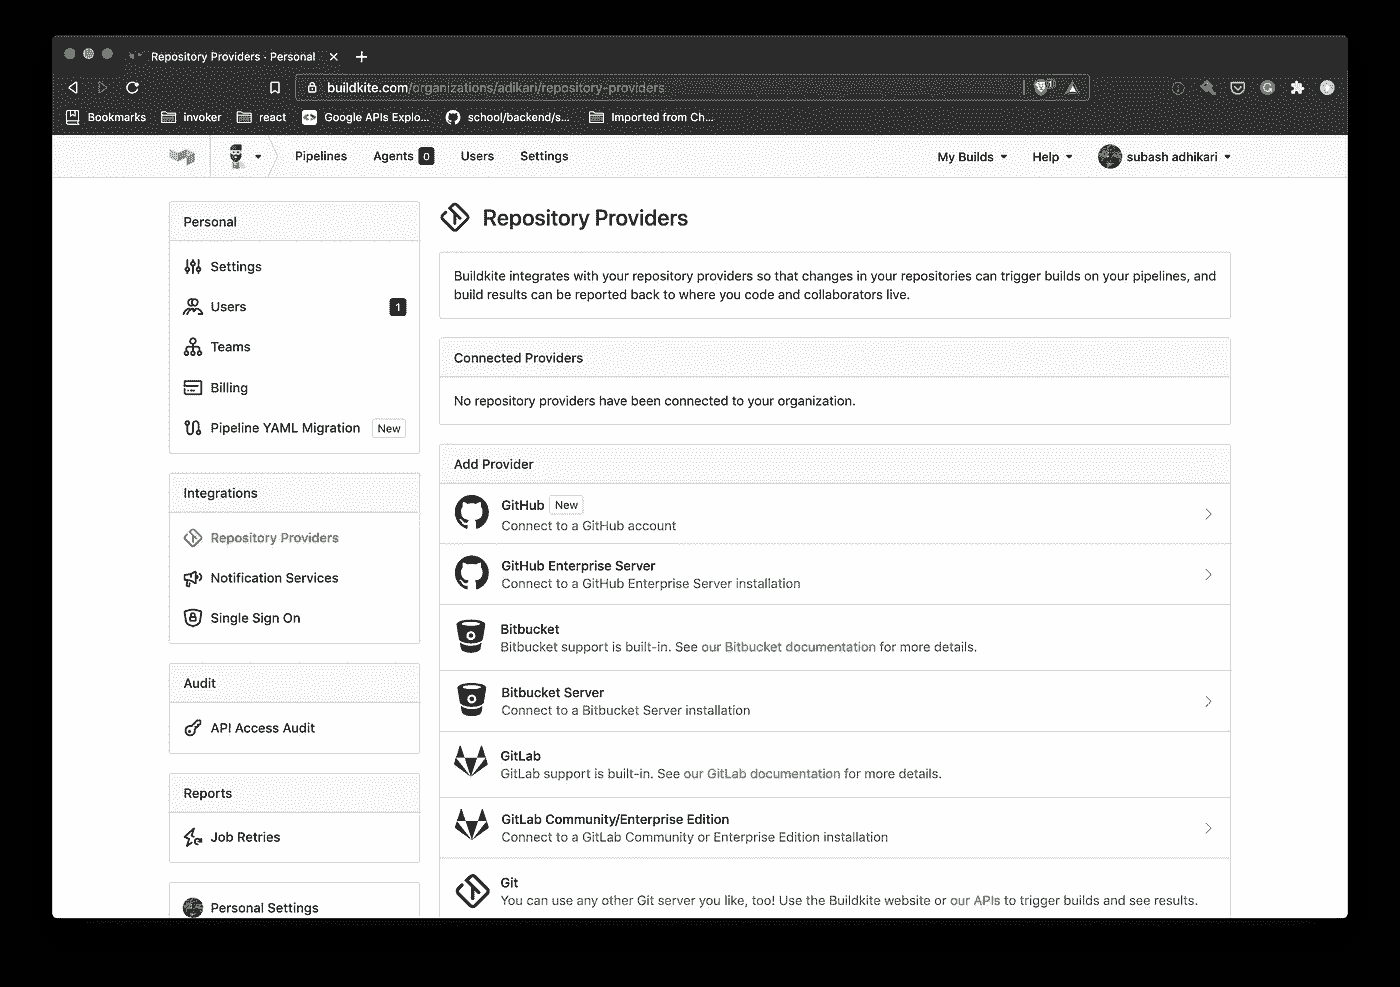 Repository Providers · Personal
buildkite.com/organizations/adikari/repository-providers
Bookmarks invoker react Google APIs Explo... school/backend/s... Imported from Ch...
Pipelines Agents 0 Users Settings My Builds Help subash adhikari
Personal
Settings
Users 1
Teams
Billing
Pipeline YAML Migration New
Integrations
Repository Providers
Notification Services
Single Sign On
Audit
API Access Audit
Reports
Job Retries
Personal Settings
Repository Providers
Buildkite integrates with your repository providers so that changes in your repositories can trigger builds on your pipelines, and
build results can be reported back to where you code and collaborators live.
Connected Providers
No repository providers have been connected to your organization.
Add Provider
GitHub New
Connect to a GitHub account
GitHub Enterprise Server
Connect to a GitHub Enterprise Server installation
Bitbucket
Bitbucket support is built-in. See our Bitbucket documentation for more details.
Bitbucket Server
Connect to a Bitbucket Server installation
GitLab
GitLab support is built-in. See our GitLab documentation for more details.
GitLab Community/Enterprise Edition
Connect to a GitLab Community or Enterprise Edition installation
Git
You can use any other Git server you like, too! Use the Buildkite website or our APIs to trigger builds and see results.